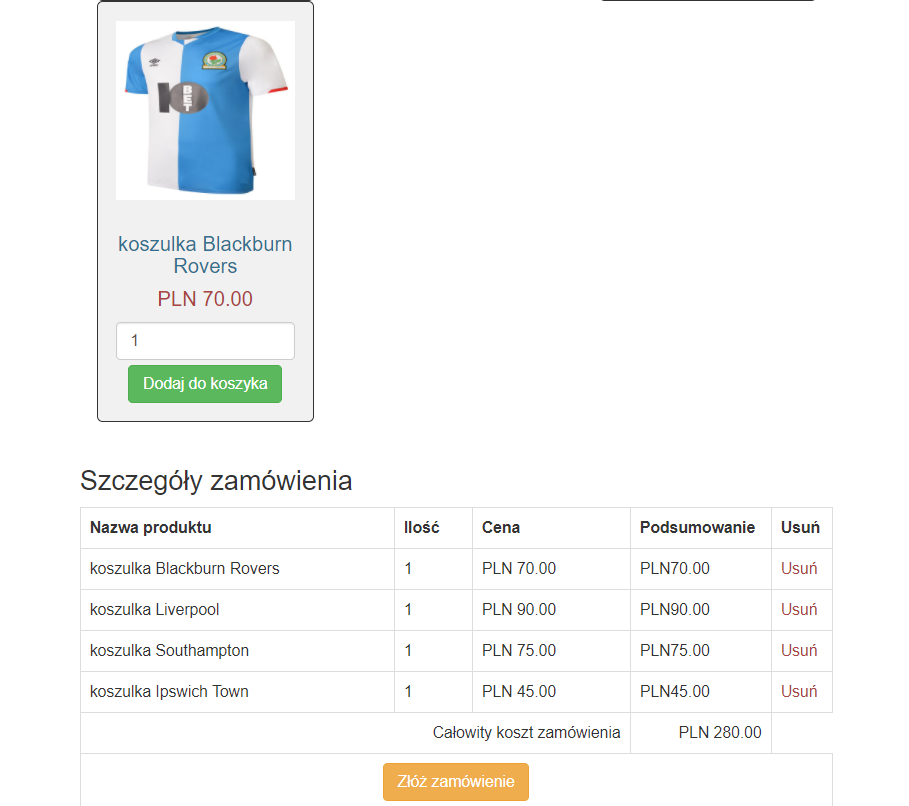 10
BET
koszulka Blackburn
Rovers
PLN 70.00
1
Dodaj do koszyka
Szczegóły zamówienia
Nazwa produktu Ilość Cena Podsumowanie Usuń
koszulka Blackburn Rovers 1 PLN 70.00 PLN70.00 Usuń
koszulka Liverpool 1 PLN 90.00 PLN90.00 Usuń
koszulka Southampton 1 PLN 75.00 PLN75.00 Usuń
koszulka Ipswich Town 1 PLN 45.00 PLN45.00 Usuń
Całowity koszt zamówienia PLN 280.00
Złóż zamówienie